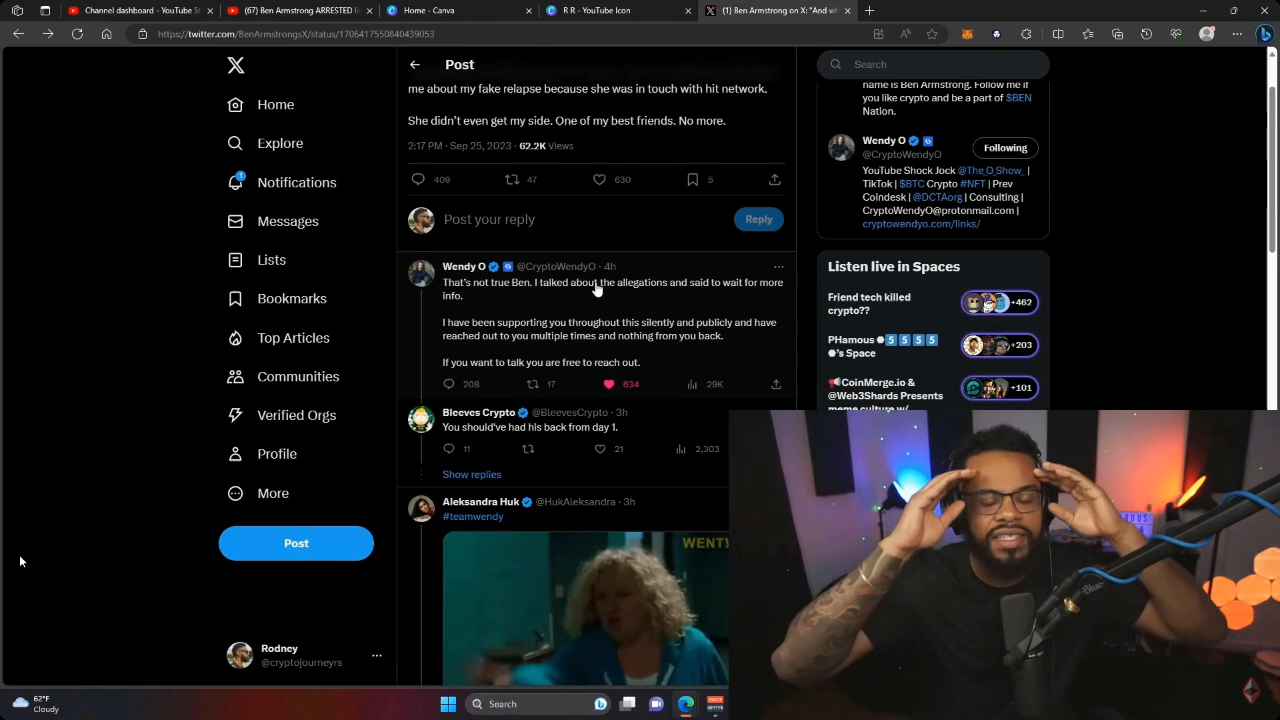 Channel dashboard - YouTube St
(67) Ben Armstrong ARRESTED li
Home - Canva
R R - YouTube Icon
(1) Ben Armstrong on X: "And wh
https://twitter.com/BenArmstrongsX/status/1706417550840439053
Home
Explore
1
Notifications
Messages
Lists
Bookmarks
Top Articles
Communities
Verified Orgs
Profile
More
Post
Rodney
@cryptojourneyrs
Post
me about my fake relapse because she was in touch with hit network.
She didn't even get my side. One of my best friends. No more.
2:17 PM · Sep 25, 2023 · 62.2K Views
409 47 630 5
Post your reply
Reply
Wendy O @CryptoWendyO · 4h
That's not true Ben. I talked about the allegations and said to wait for more
info.
I have been supporting you throughout this silently and publicly and have
reached out to you multiple times and nothing from you back.
If you want to talk you are free to reach out.
208 17 634 29K
Bleeves Crypto @BleevesCrypto · 3h
You should've had his back from day 1.
11 21 2,303
Show replies
Aleksandra Huk @HukAleksandra · 3h
#teamwendy
Search
name is Ben Armstrong. Follow me if
you like crypto and be a part of $BEN
Nation.
Wendy O
@CryptoWendyO
Following
YouTube Shock Jock @The_O_Show_ |
TikTok | $BTC Crypto #NFT | Prev
Coindesk | @DCTAorg | Consulting |
CryptoWendyO@protonmail.com |
cryptowendyo.com/links/
Listen live in Spaces
Friend tech killed
crypto??
+462
PHamous 5 5 5 5
's Space
+203
CoinMerge.io &
@Web3Shards Presents
meme culture w/
+101
Blue
62°F
Cloudy
Search